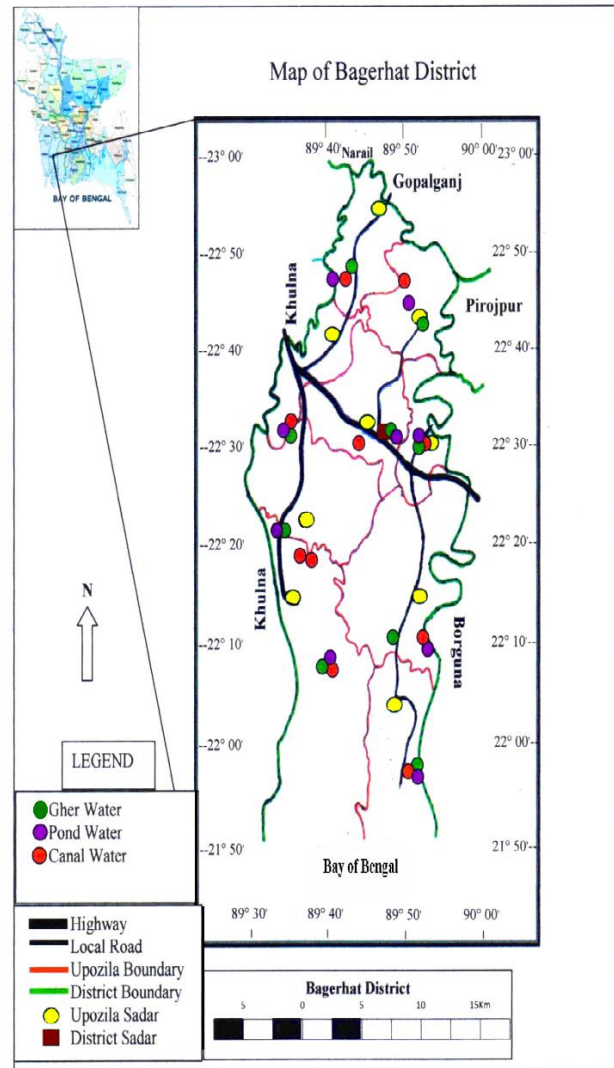 BAY OF BENGAL
Map of Bagerhat District
89° 40' 89° 50' 90° 00'
--23° 00' 23° 00'
Narail
Gopalganj
--22° 50' 22° 50'--
Khulna
Pirojpur
--22° 40' 22° 40'--
--22° 30' 22° 30'--
--22° 20' 22° 20'--
N
Khulna
Borguna
--22° 10' 22° 10'--
--22° 00' 22° 00'--
--21° 50' 21° 50'--
Bay of Bengal
89° 30' 89° 40' 89° 50' 90° 00'
LEGEND
Gher Water
Pond Water
Canal Water
Highway
Local Road
Upozila Boundary
District Boundary
Upozila Sadar
District Sadar
Bagerhat District
5 0 5 10 15Km